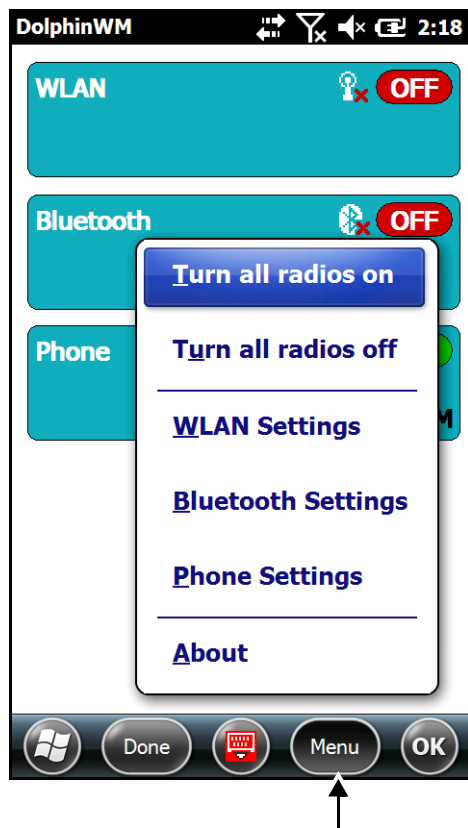 DolphinWM 2:18
WLAN OFF
Bluetooth OFF
Turn all radios on
Phone
Turn all radios off
M
WLAN Settings
Bluetooth Settings
Phone Settings
About
Done Menu OK